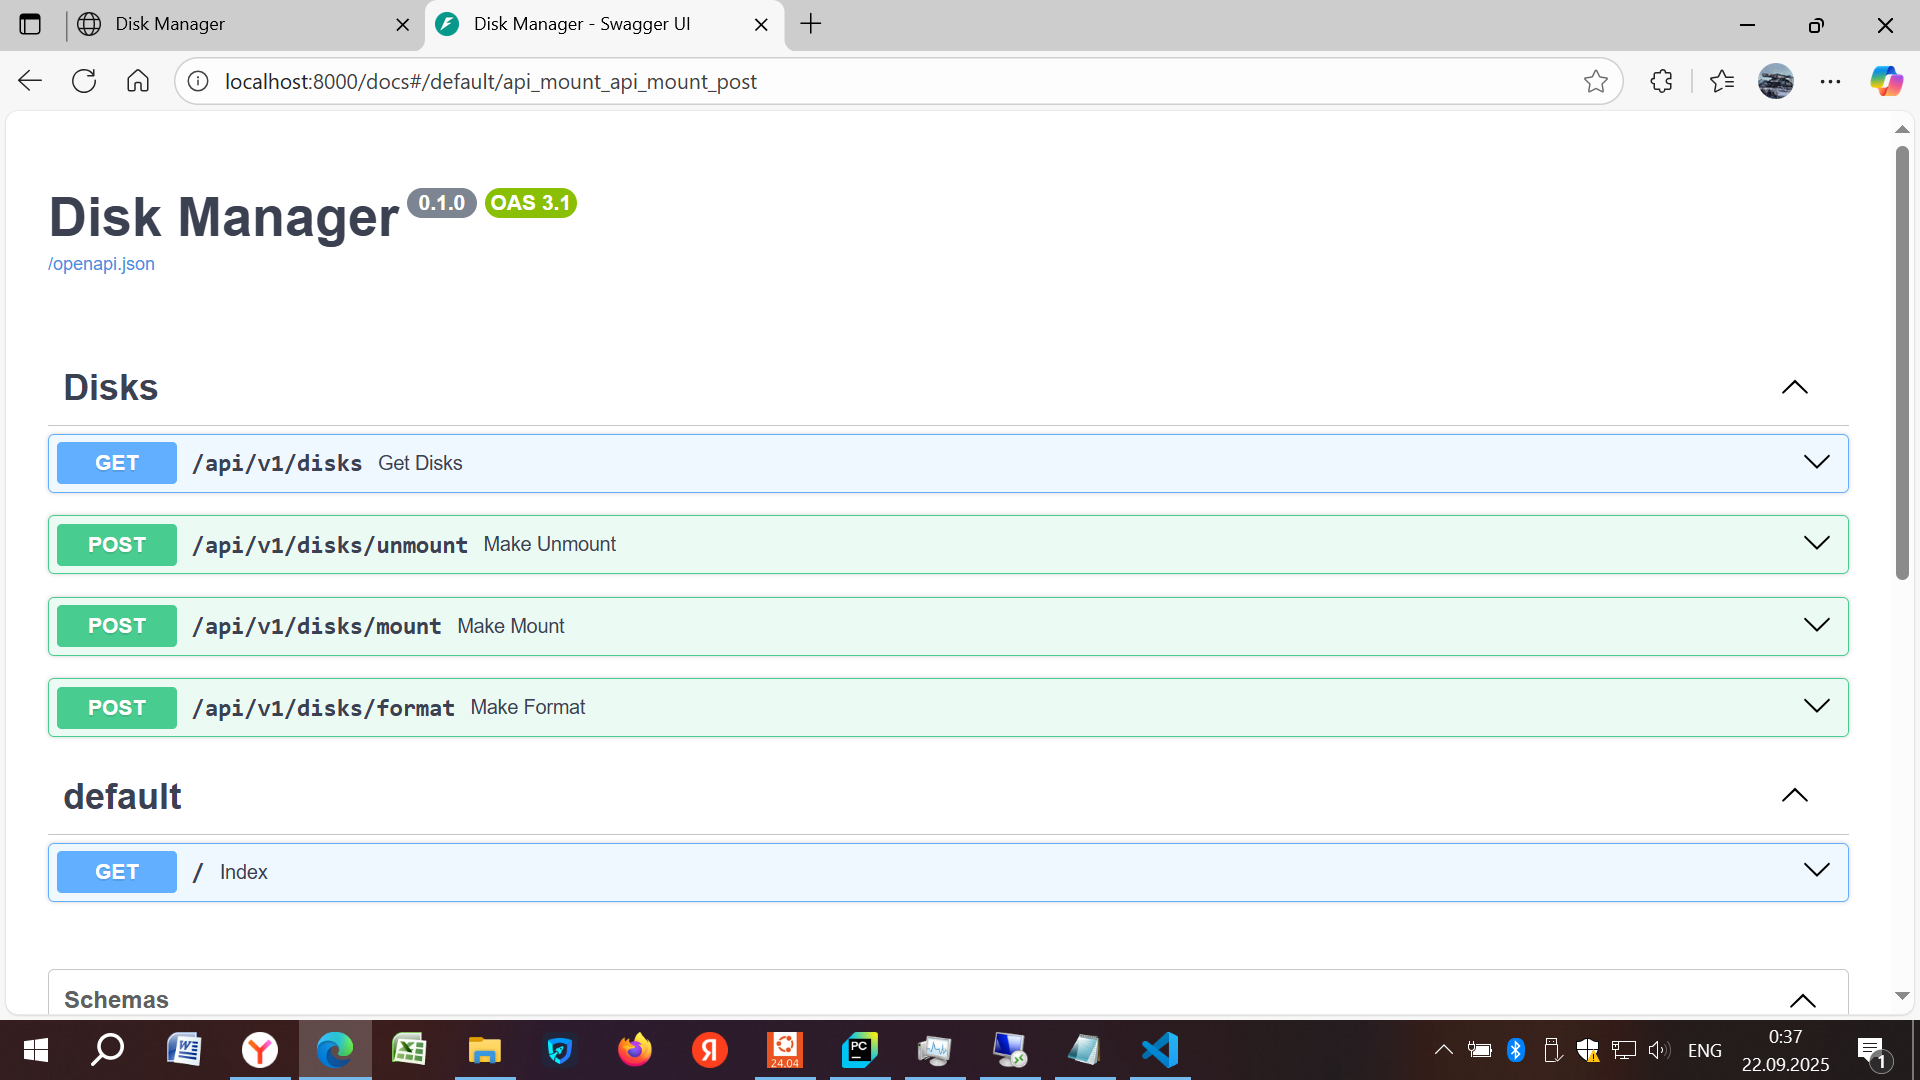 Disk Manager
Disk Manager - Swagger UI
localhost:8000/docs#/default/api_mount_api_mount_post
Disk Manager 0.1.0 OAS 3.1
/openapi.json
Disks
GET /api/v1/disks Get Disks
POST /api/v1/disks/unmount Make Unmount
POST /api/v1/disks/mount Make Mount
POST /api/v1/disks/format Make Format
default
GET / Index
Schemas
W
Y
Я
24.04
PC
ENG
0:37
22.09.2025
1